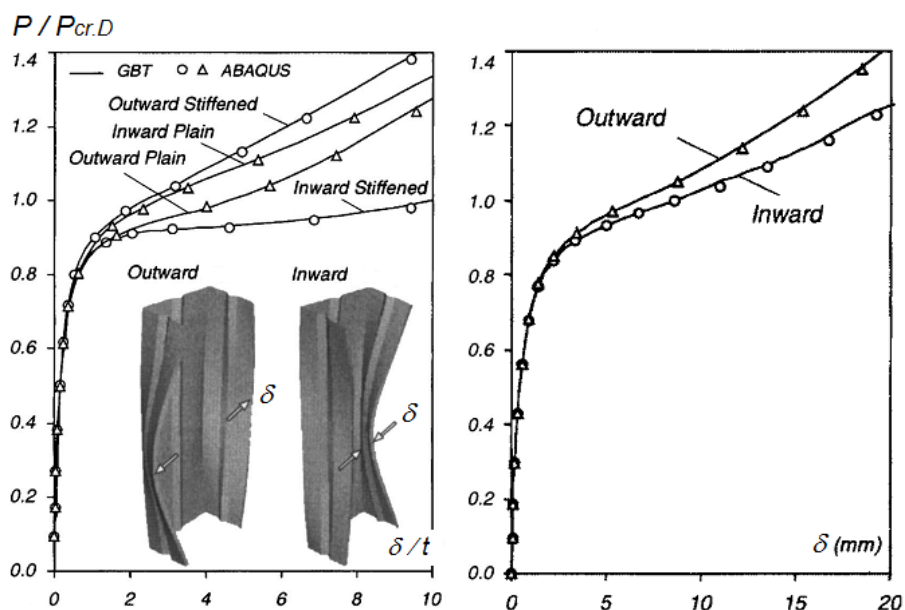 P / Pcr.D
1.4
1.2
1.0
0.8
0.6
0.4
0.2
0.0
GBT
ABAQUS
Outward Stiffened
Inward Plain
Outward Plain
Inward Stiffened
Outward
Inward
δ
δ
δ / t
0 2 4 6 8 10
1.4
1.2
1.0
0.8
0.6
0.4
0.2
0.0
Outward
Inward
δ (mm)
0 5 10 15 20